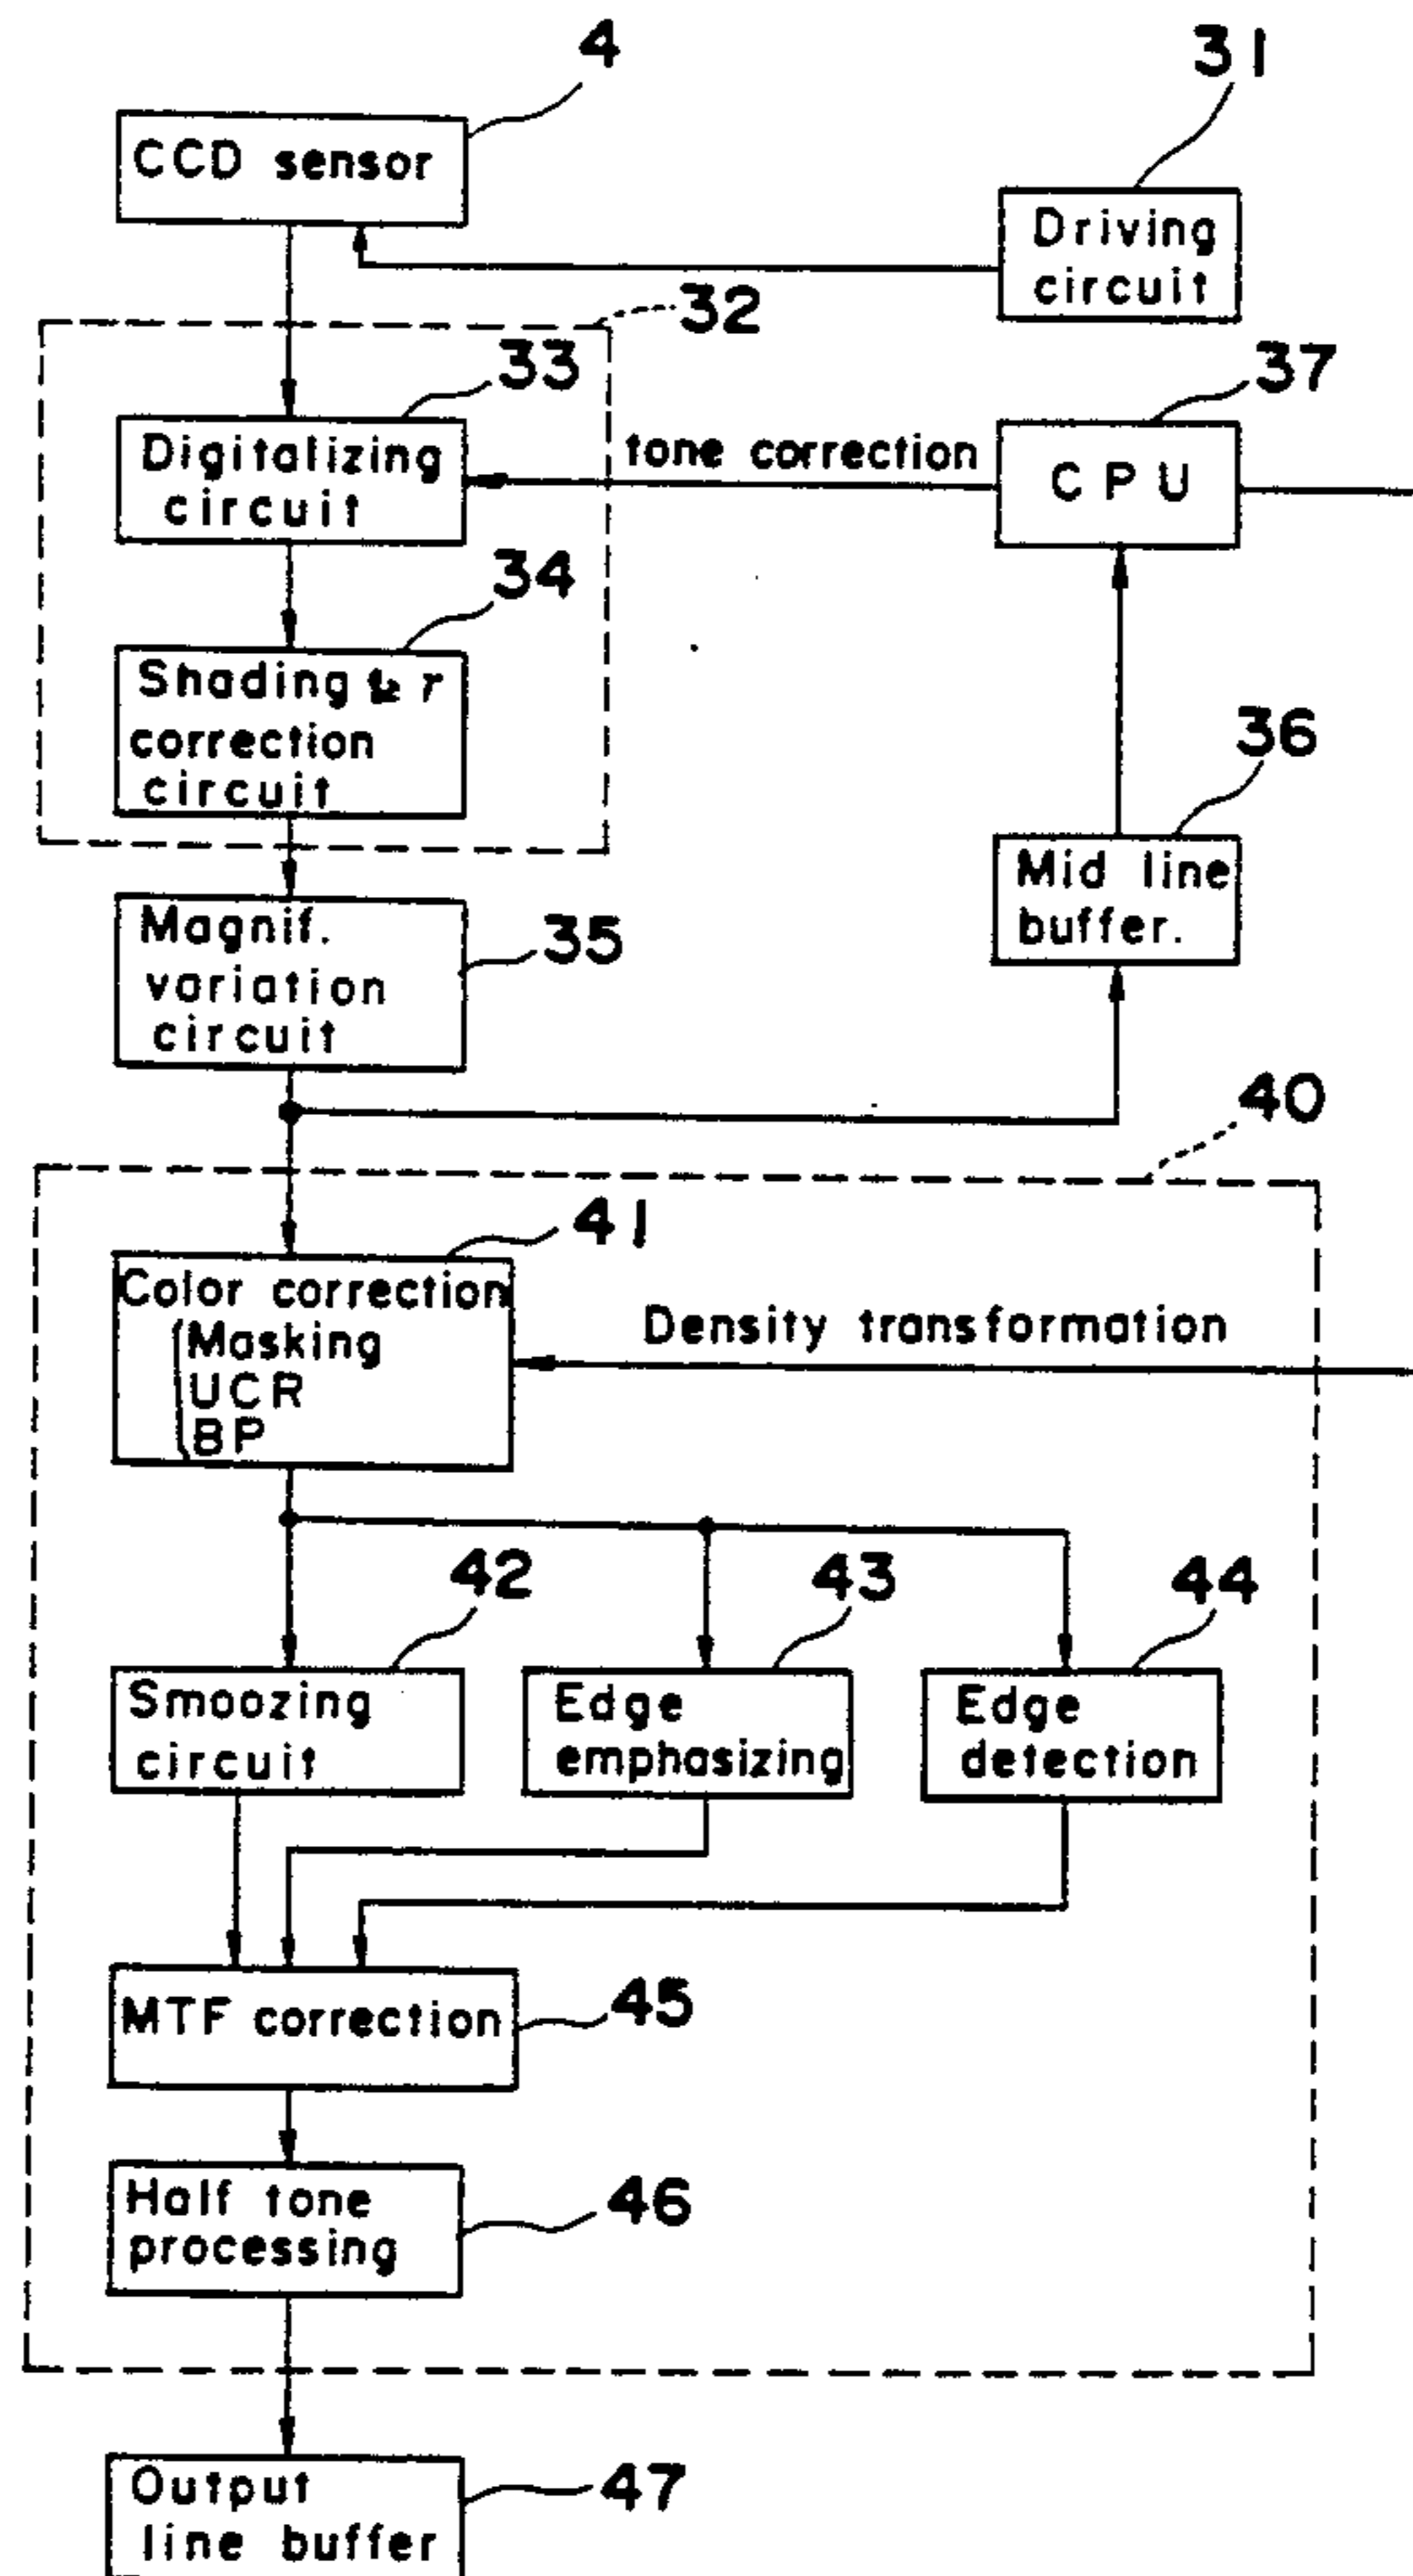 4
31
CCD sensor
Driving
circuit
32
33
37
Digitalizing
circuit
tone correction
CPU
34
Shading & r
correction
circuit
36
Mid line
buffer.
Magnif.
variation
circuit
35
40
41
Color correction
Masking
UCR
BP
Density transformation
42
43
44
Smoozing
circuit
Edge
emphasizing
Edge
detection
MTF correction
45
Half tone
processing
46
Output
line buffer
47